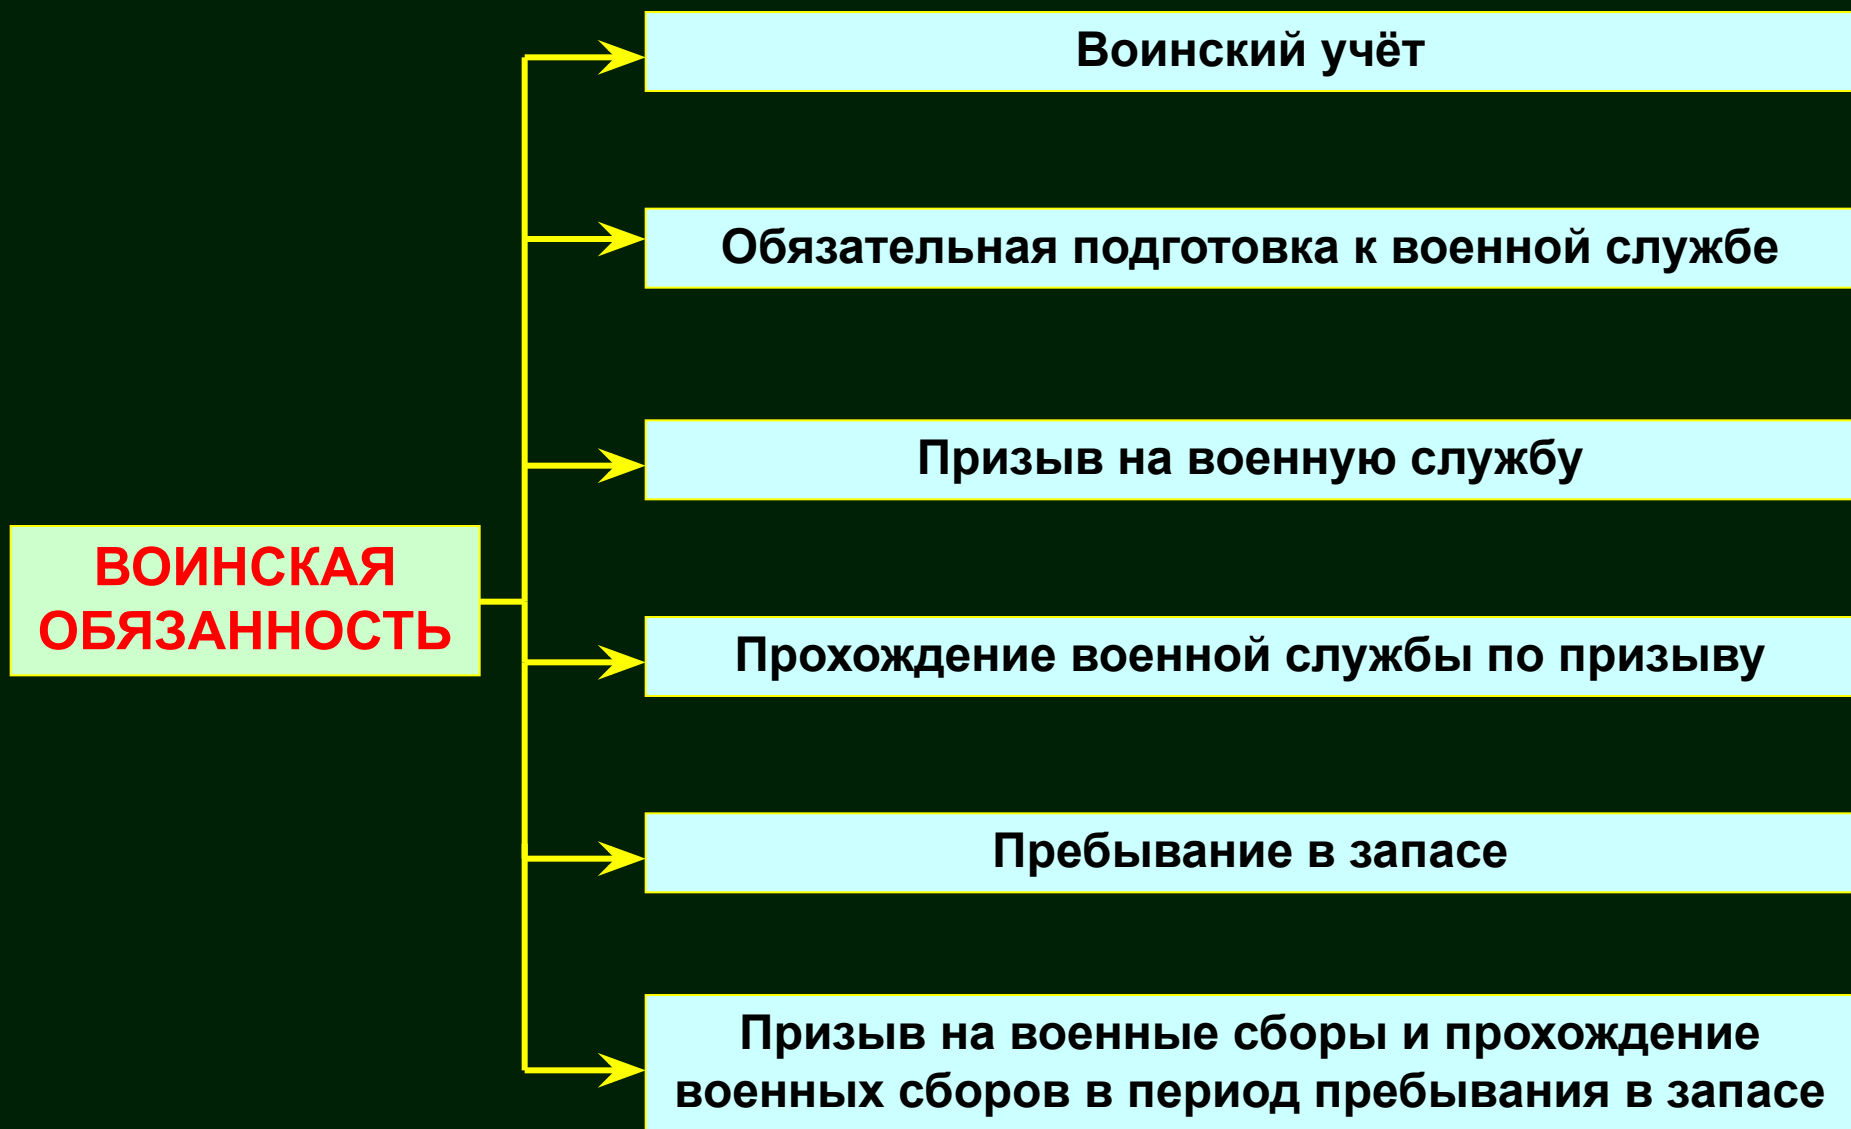 Воинский учёт
Обязательная подготовка к военной службе
Призыв на военную службу
ВОИНСКАЯ
ОБЯЗАННОСТЬ
Прохождение военной службы по призыву
Пребывание в запасе
Призыв на военные сборы и прохождение
военных сборов в период пребывания в запасе